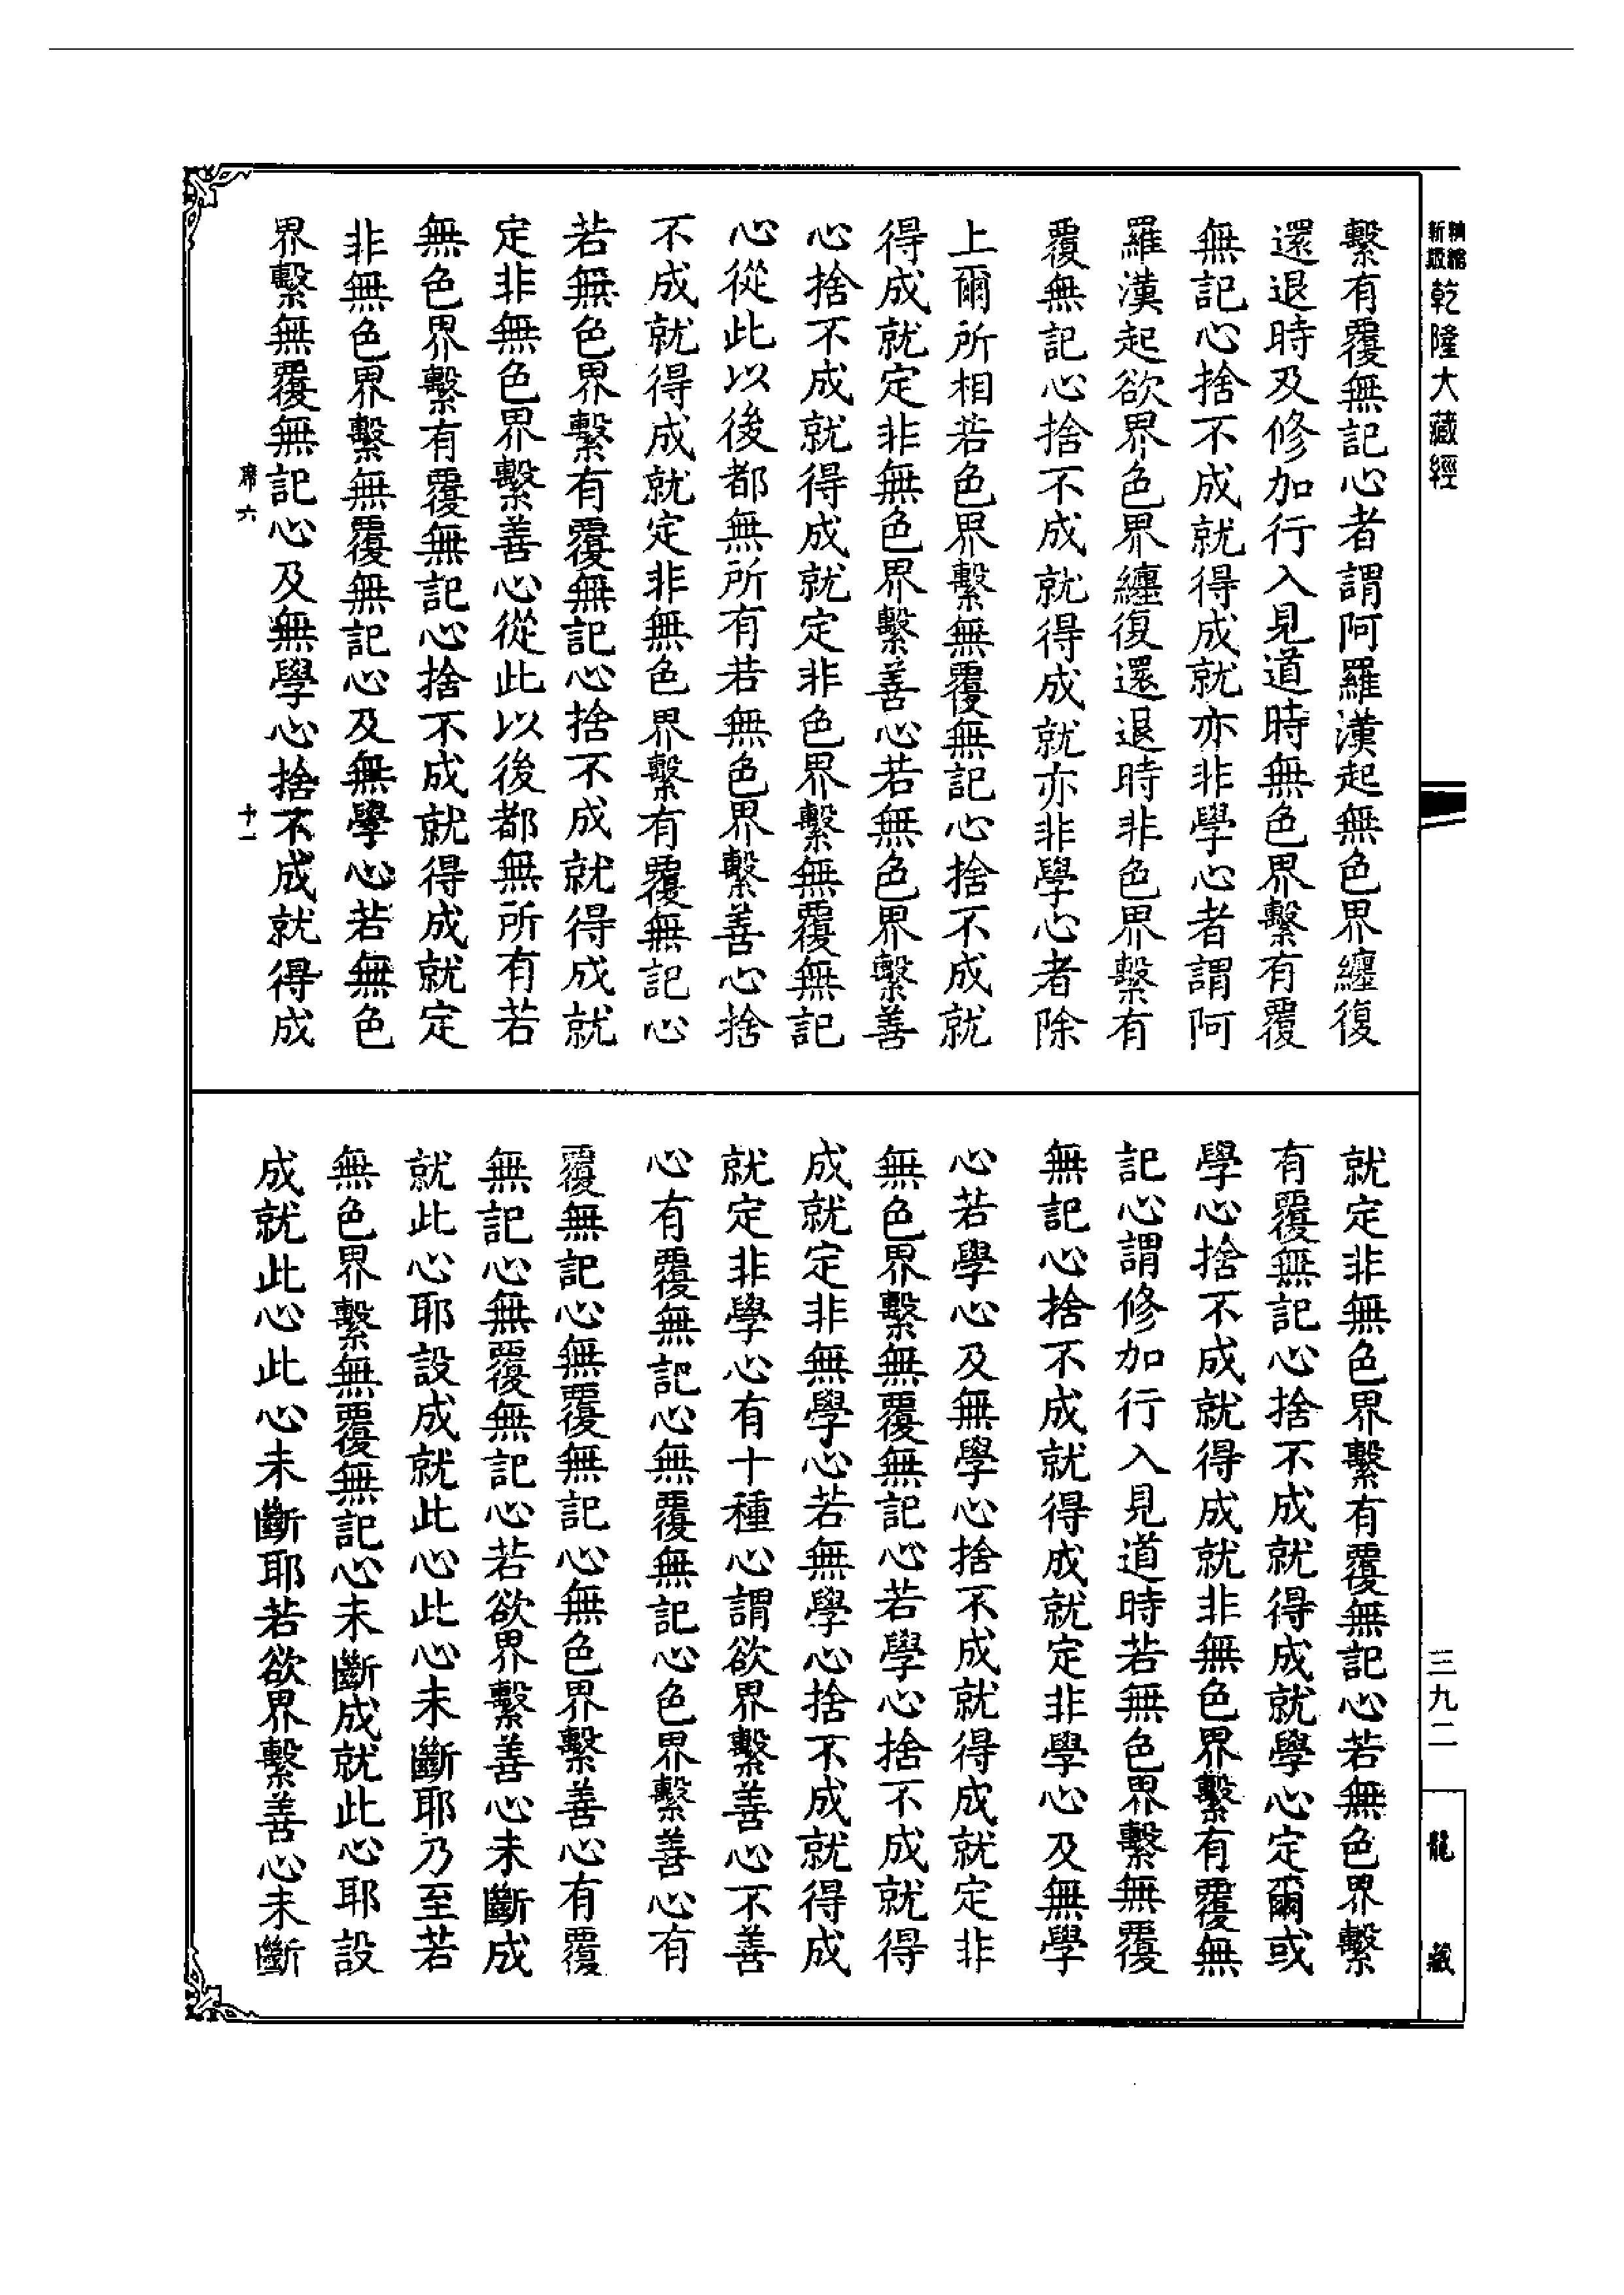 精縮
新版
乾隆大藏經
三九二
龍藏
繫有覆無記心者謂阿羅漢起無色界纏復
還退時及修加行入見道時無色界繫有覆
無記心捨不成就得成就亦非學心者謂阿
羅漢起欲界色界纏復還退時非色界繫有
覆無記心捨不成就得成就亦非學心者除
上爾所相若色界繫無覆無記心捨不成就
得成就定非無色界繫善心若無色界繫善
心捨不成就得成就定非色界繫無覆無記
心從此以後都無所有若無色界繫善心捨
不成就得成就定非無色界繫有覆無記心
若無色界繫有覆無記心捨不成就得成就
定非無色界繫善心從此以後都無所有若
無色界繫有覆無記心捨不成就得成就定
非無色界繫無覆無記心及無學心若無色
界繫無覆無記心及無學心捨不成就得成
席六
十一
就定非無色界繫有覆無記心若無色界繫
有覆無記心捨不成就得成就學心定爾或
學心捨不成就得成就非無色界繫有覆無
記心謂修加行入見道時若無色界繫無覆
無記心捨不成就得成就定非學心及無學
心若學心及無學心捨不成就得成就定非
無色界繫無覆無記心若學心捨不成就得
成就定非無學心若無學心捨不成就得成
就定非學心有十種心謂欲界繫善心不善
心有覆無記心無覆無記心色界繫善心有
覆無記心無覆無記心無色界繫善心有覆
無記心無覆無記心若欲界繫善心未斷成
就此心耶設成就此心此心未斷耶乃至若
無色界繫無覆無記心未斷成就此心耶設
成就此心此心未斷耶若欲界繫善心未斷